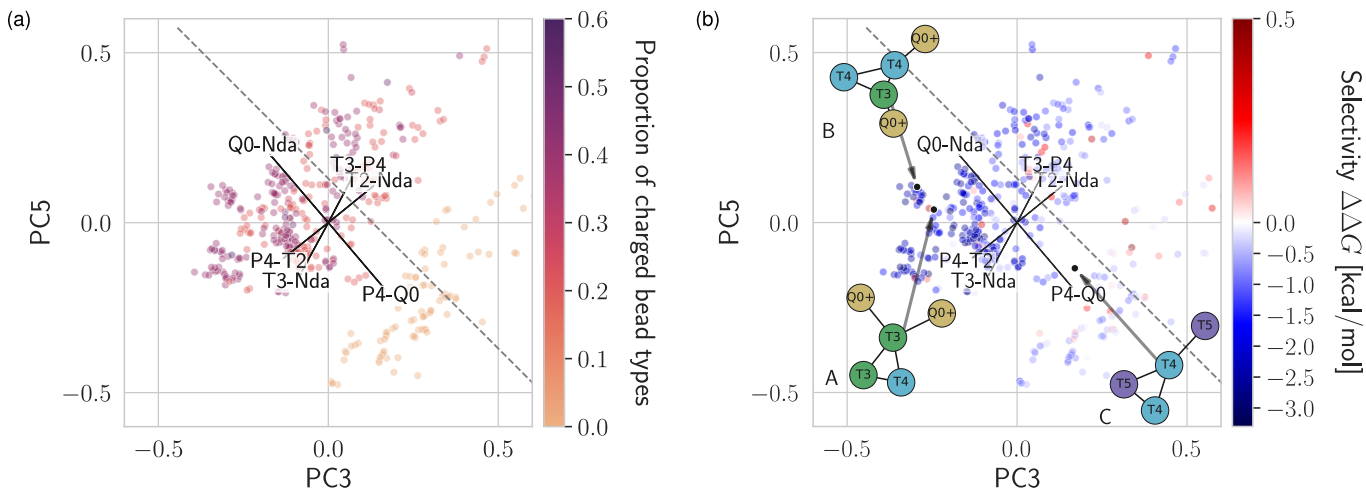 (a)
0.5
0.0
−0.5
PC5
−0.5
0.0
0.5
PC3
Q0-Nda
T3-P4
T2-Nda
P4-T2
T3-Nda
P4-Q0
0.6
0.5
0.4
0.3
0.2
0.1
0.0
Proportion of charged bead types
(b)
0.5
0.0
−0.5
−0.5
0.0
0.5
PC3
Q0+
T4
T4
T3
Q0+
B
Q0-Nda
T3-P4
T2-Nda
P4-T2
T3-Nda
P4-Q0
Q0+
Q0+
T3
T3
T4
A
T5
T4
T5
T4
C
0.5
0.0
−0.5
−1.0
−1.5
−2.0
−2.5
−3.0
Selectivity ΔΔG [kcal/mol]